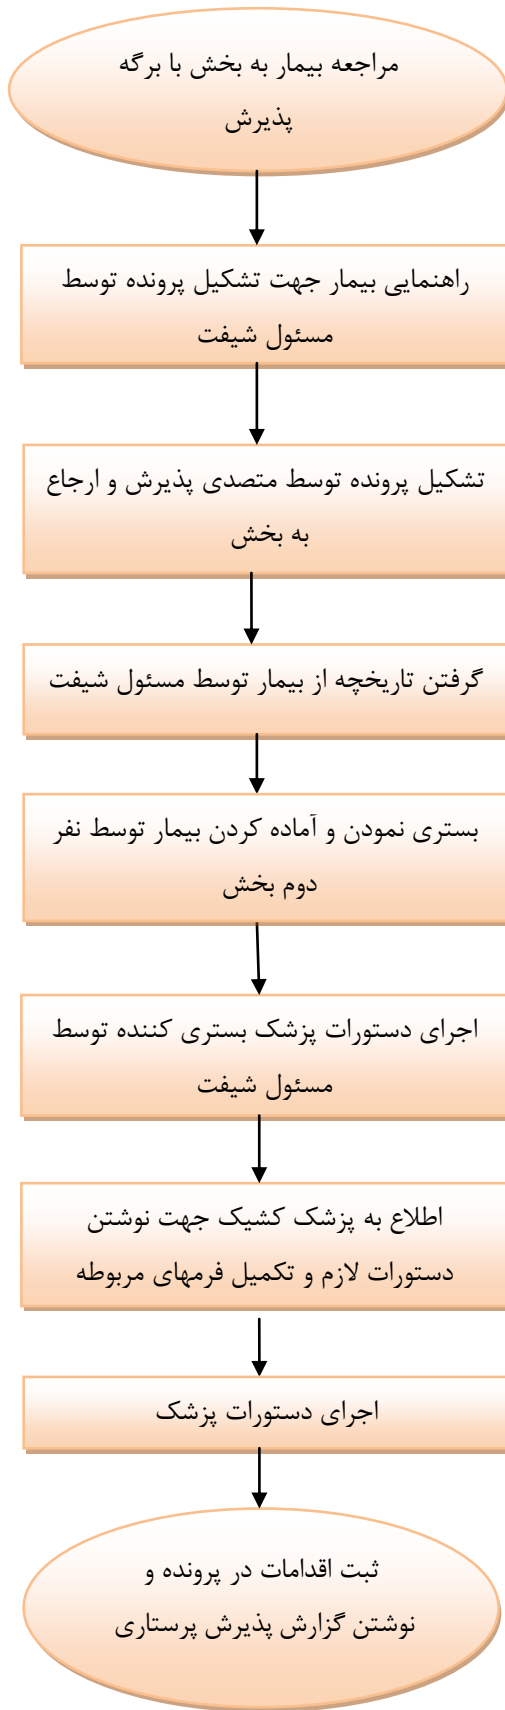 مراجعه بیمار به بخش با برگه
پذیرش
راهنمایی بیمار جهت تشکیل پرونده توسط
مسئول شیفت
تشکیل پرونده توسط متصدی پذیرش و ارجاع
به بخش
گرفتن تاریخچه از بیمار توسط مسئول شیفت
بستری نمودن و آماده کردن بیمار توسط نفر
دوم بخش
اجرای دستورات پزشک بستری کننده توسط
مسئول شیفت
اطلاع به پزشک کشیک جهت نوشتن
دستورات لازم و تکمیل فرمهای مربوطه
اجرای دستورات پزشک
ثبت اقدامات در پرونده و
نوشتن گزارش پذیرش پرستاری